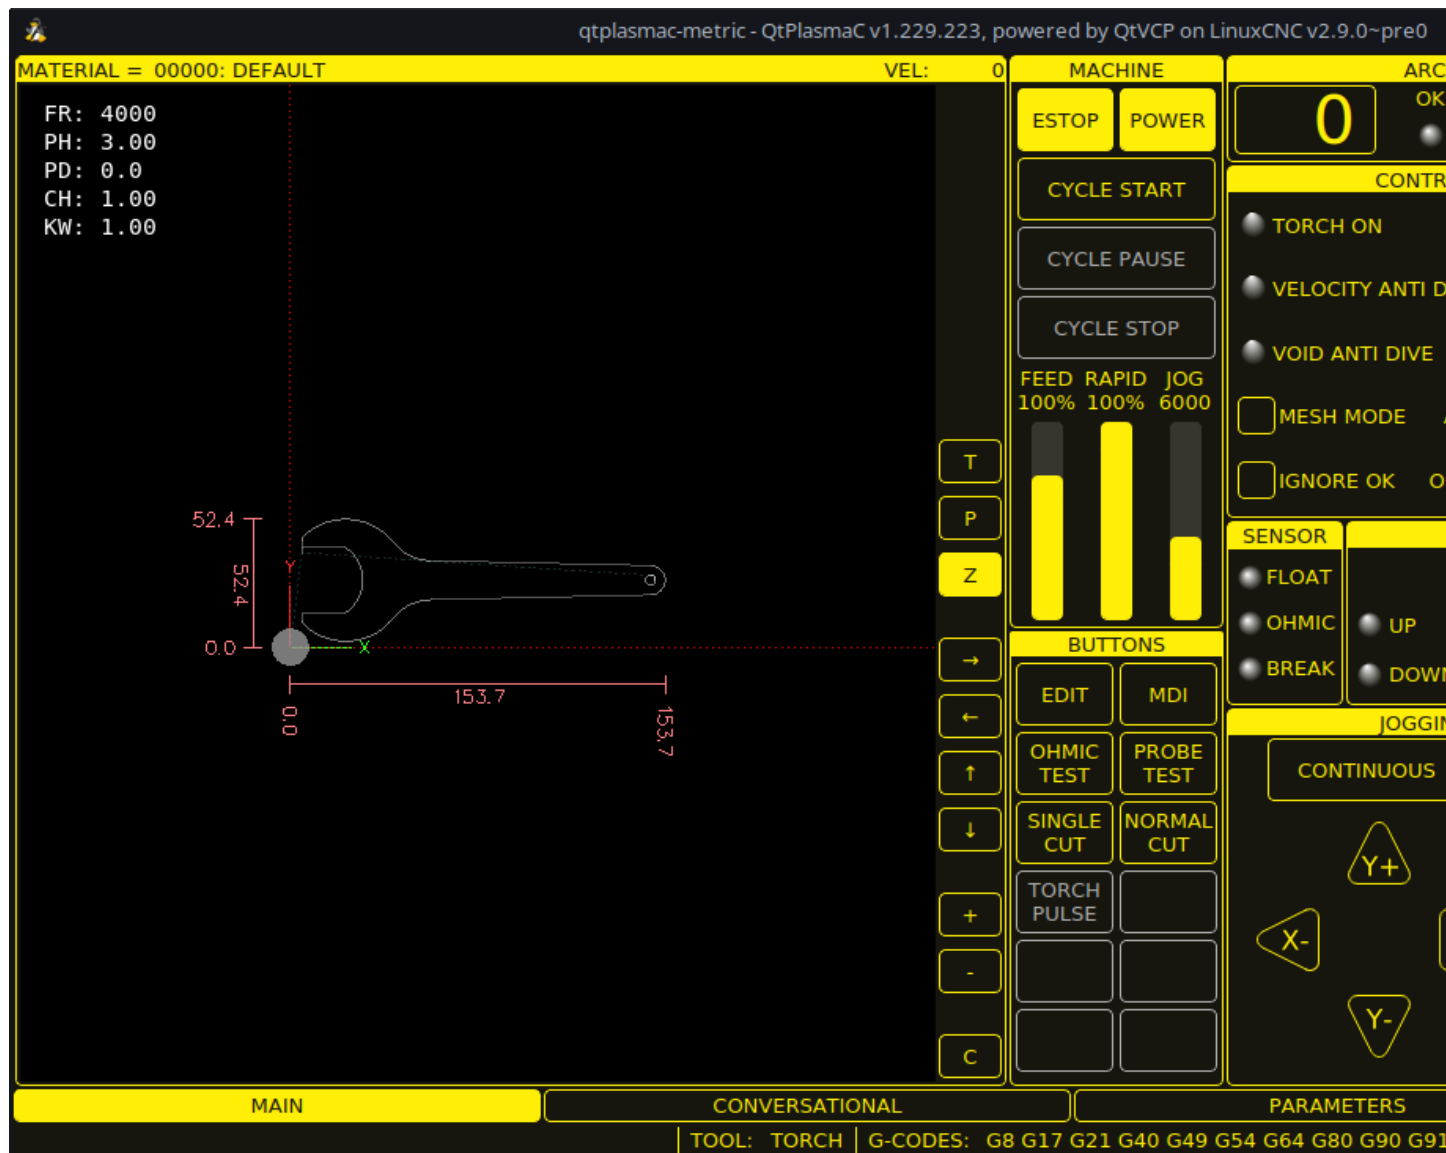 qtplasmac-metric - QtPlasmaC v1.229.223, powered by QtVCP on LinuxCNC v2.9.0~pre0
MATERIAL = 00000: DEFAULT
VEL: 0
FR: 4000
PH: 3.00
PD: 0.0
CH: 1.00
KW: 1.00
52.4
52.4
0.0
Y
X
153.7
0.0
153.7
T
P
Z
→
←
↑
↓
+
-
C
MACHINE
ESTOP POWER
CYCLE START
CYCLE PAUSE
CYCLE STOP
FEED RAPID JOG
100% 100% 6000
BUTTONS
EDIT
MDI
OHMIC
TEST
PROBE
TEST
SINGLE
CUT
NORMAL
CUT
TORCH
PULSE
ARC
0
OK
CONTR
TORCH ON
VELOCITY ANTI D
VOID ANTI DIVE
MESH MODE
IGNORE OK O
SENSOR
FLOAT
OHMIC
BREAK
UP
DOWN
JOGGIN
CONTINUOUS
Y+
X-
Y-
MAIN
CONVERSATIONAL
PARAMETERS
TOOL: TORCH
G-CODES: G8 G17 G21 G40 G49 G54 G64 G80 G90 G91